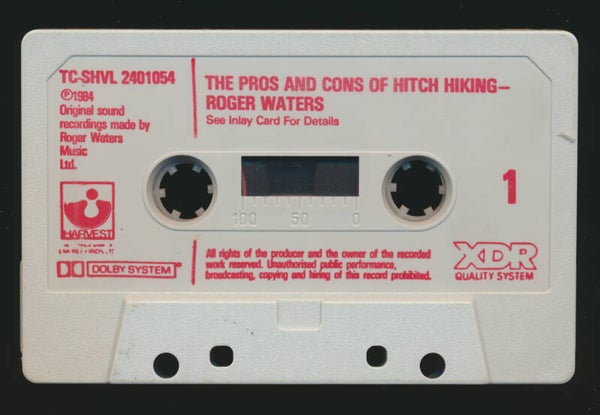 TC-SHVL 2401054
℗1984
Original sound
recordings made by
Roger Waters
Music
Ltd.
THE PROS AND CONS OF HITCH HIKING—
ROGER WATERS
See Inlay Card For Details
1
100 50 0
HARVEST
DOLBY SYSTEM
All rights of the producer and the owner of the recorded
work reserved. Unauthorised public performance,
broadcasting, copying and hiring of this record prohibited.
XDR
QUALITY SYSTEM